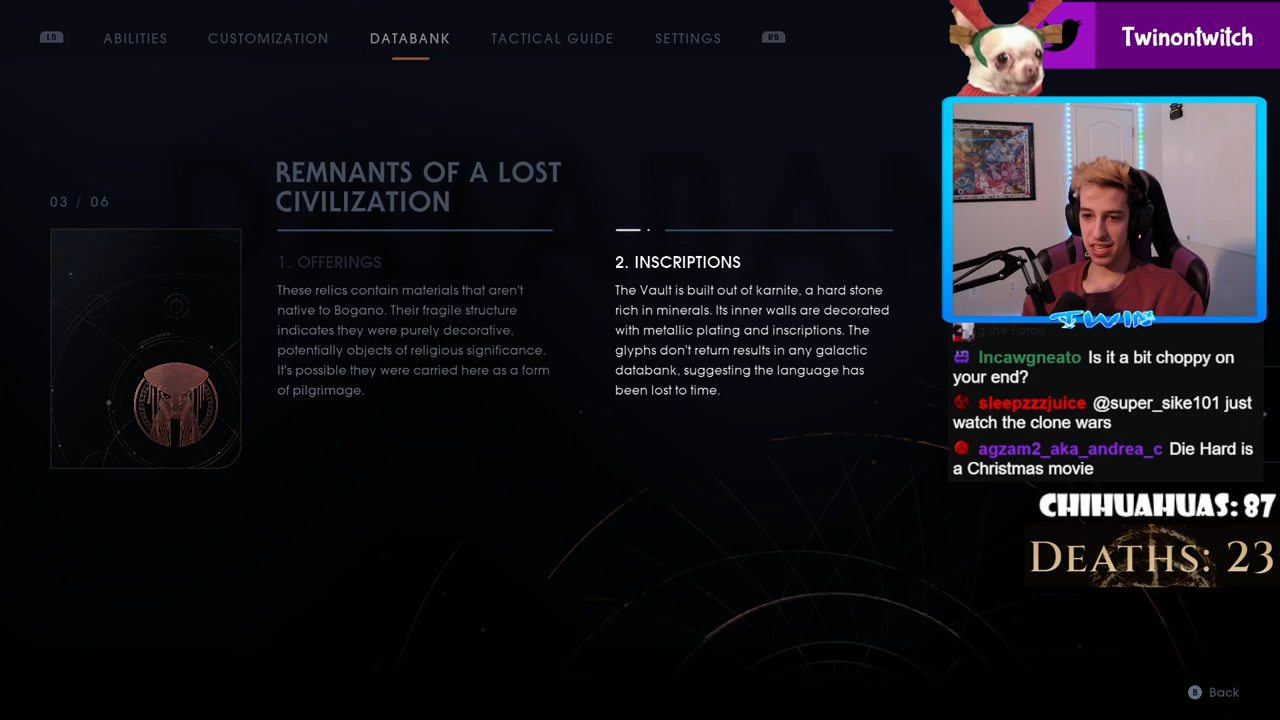 LB
ABILITIES
CUSTOMIZATION
DATABANK
TACTICAL GUIDE
SETTINGS
RB
Twinontwitch
03 / 06
REMNANTS OF A LOST
CIVILIZATION
1. OFFERINGS
These relics contain materials that aren't
native to Bogano. Their fragile structure
indicates they were purely decorative,
potentially objects of religious significance.
It's possible they were carried here as a form
of pilgrimage.
2. INSCRIPTIONS
The Vault is built out of karnite, a hard stone
rich in minerals. Its inner walls are decorated
with metallic plating and inscriptions. The
glyphs don't return results in any galactic
databank, suggesting the language has
been lost to time.
TWIN
the Force.
Incawgneato Is it a bit choppy on
your end?
sleepzzzjuice @super_sike101 just
watch the clone wars
agzam2_aka_andrea_c Die Hard is
a Christmas movie
CHIHUAHUAS: 87
DEATHS: 23
B Back